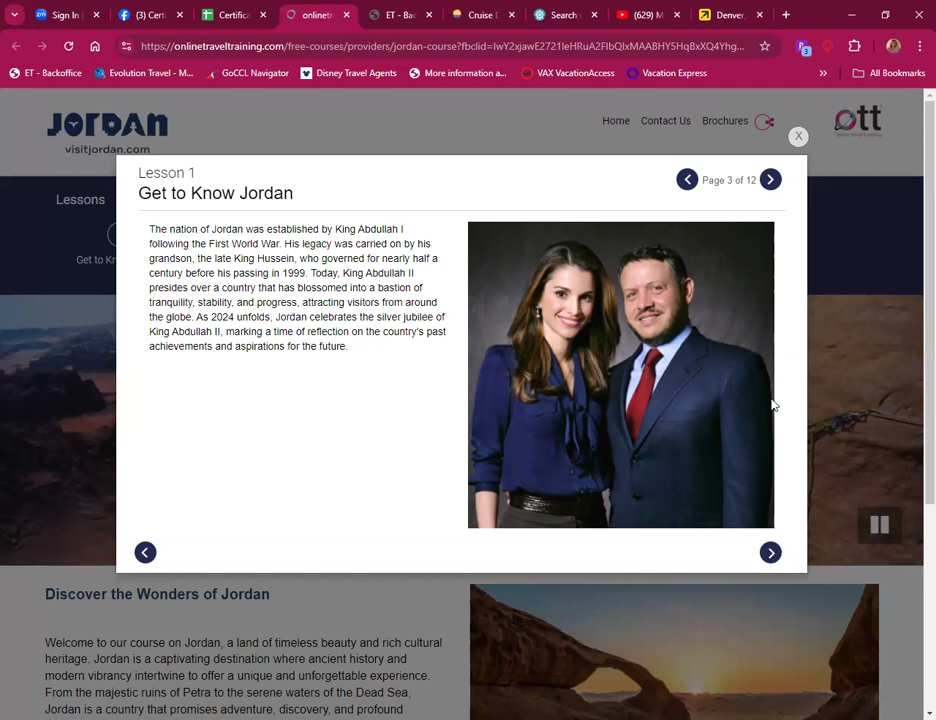 Sign In |
(3) Certi
Certifica
onlinetr
ET - Bac
Cruise D
Search r
(629) M
Denver,
https://onlinetraveltraining.com/free-courses/providers/jordan-course?fbclid=IwY2xjawE2721leHRuA2FlbQIxMAABHY5HqBxXQ4Yhg...
3
ET - Backoffice
Evolution Travel - M...
GoCCL Navigator
Disney Travel Agents
More information a...
VAX VacationAccess
Vacation Express
»
All Bookmarks
JORDAN
visitjordan.com
Home
Contact Us
Brochures
ott
X
Lessons
Get to Kn
Lesson 1
Get to Know Jordan
Page 3 of 12
The nation of Jordan was established by King Abdullah I
following the First World War. His legacy was carried on by his
grandson, the late King Hussein, who governed for nearly half a
century before his passing in 1999. Today, King Abdullah II
presides over a country that has blossomed into a bastion of
tranquility, stability, and progress, attracting visitors from around
the globe. As 2024 unfolds, Jordan celebrates the silver jubilee of
King Abdullah II, marking a time of reflection on the country's past
achievements and aspirations for the future.
Discover the Wonders of Jordan
Welcome to our course on Jordan, a land of timeless beauty and rich cultural
heritage. Jordan is a captivating destination where ancient history and
modern vibrancy intertwine to offer a unique and unforgettable experience.
From the majestic ruins of Petra to the serene waters of the Dead Sea,
Jordan is a country that promises adventure, discovery, and profound